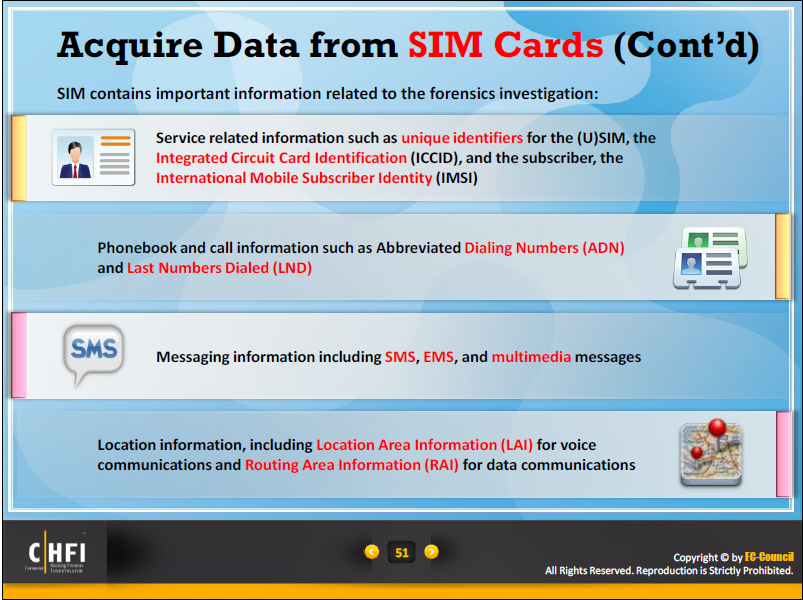 Acquire Data from SIM Cards (Cont’d)
SIM contains important information related to the forensics investigation:
Service related information such as unique identifiers for the (U)SIM, the
Integrated Circuit Card Identification (ICCID), and the subscriber, the
International Mobile Subscriber Identity (IMSI)
Phonebook and call information such as Abbreviated Dialing Numbers (ADN)
and Last Numbers Dialed (LND)
SMS
Messaging information including SMS, EMS, and multimedia messages
Location information, including Location Area Information (LAI) for voice
communications and Routing Area Information (RAI) for data communications
CHFI
Computer Hacking Forensic
INVESTIGATOR
51
Copyright © by EC-Council
All Rights Reserved. Reproduction is Strictly Prohibited.